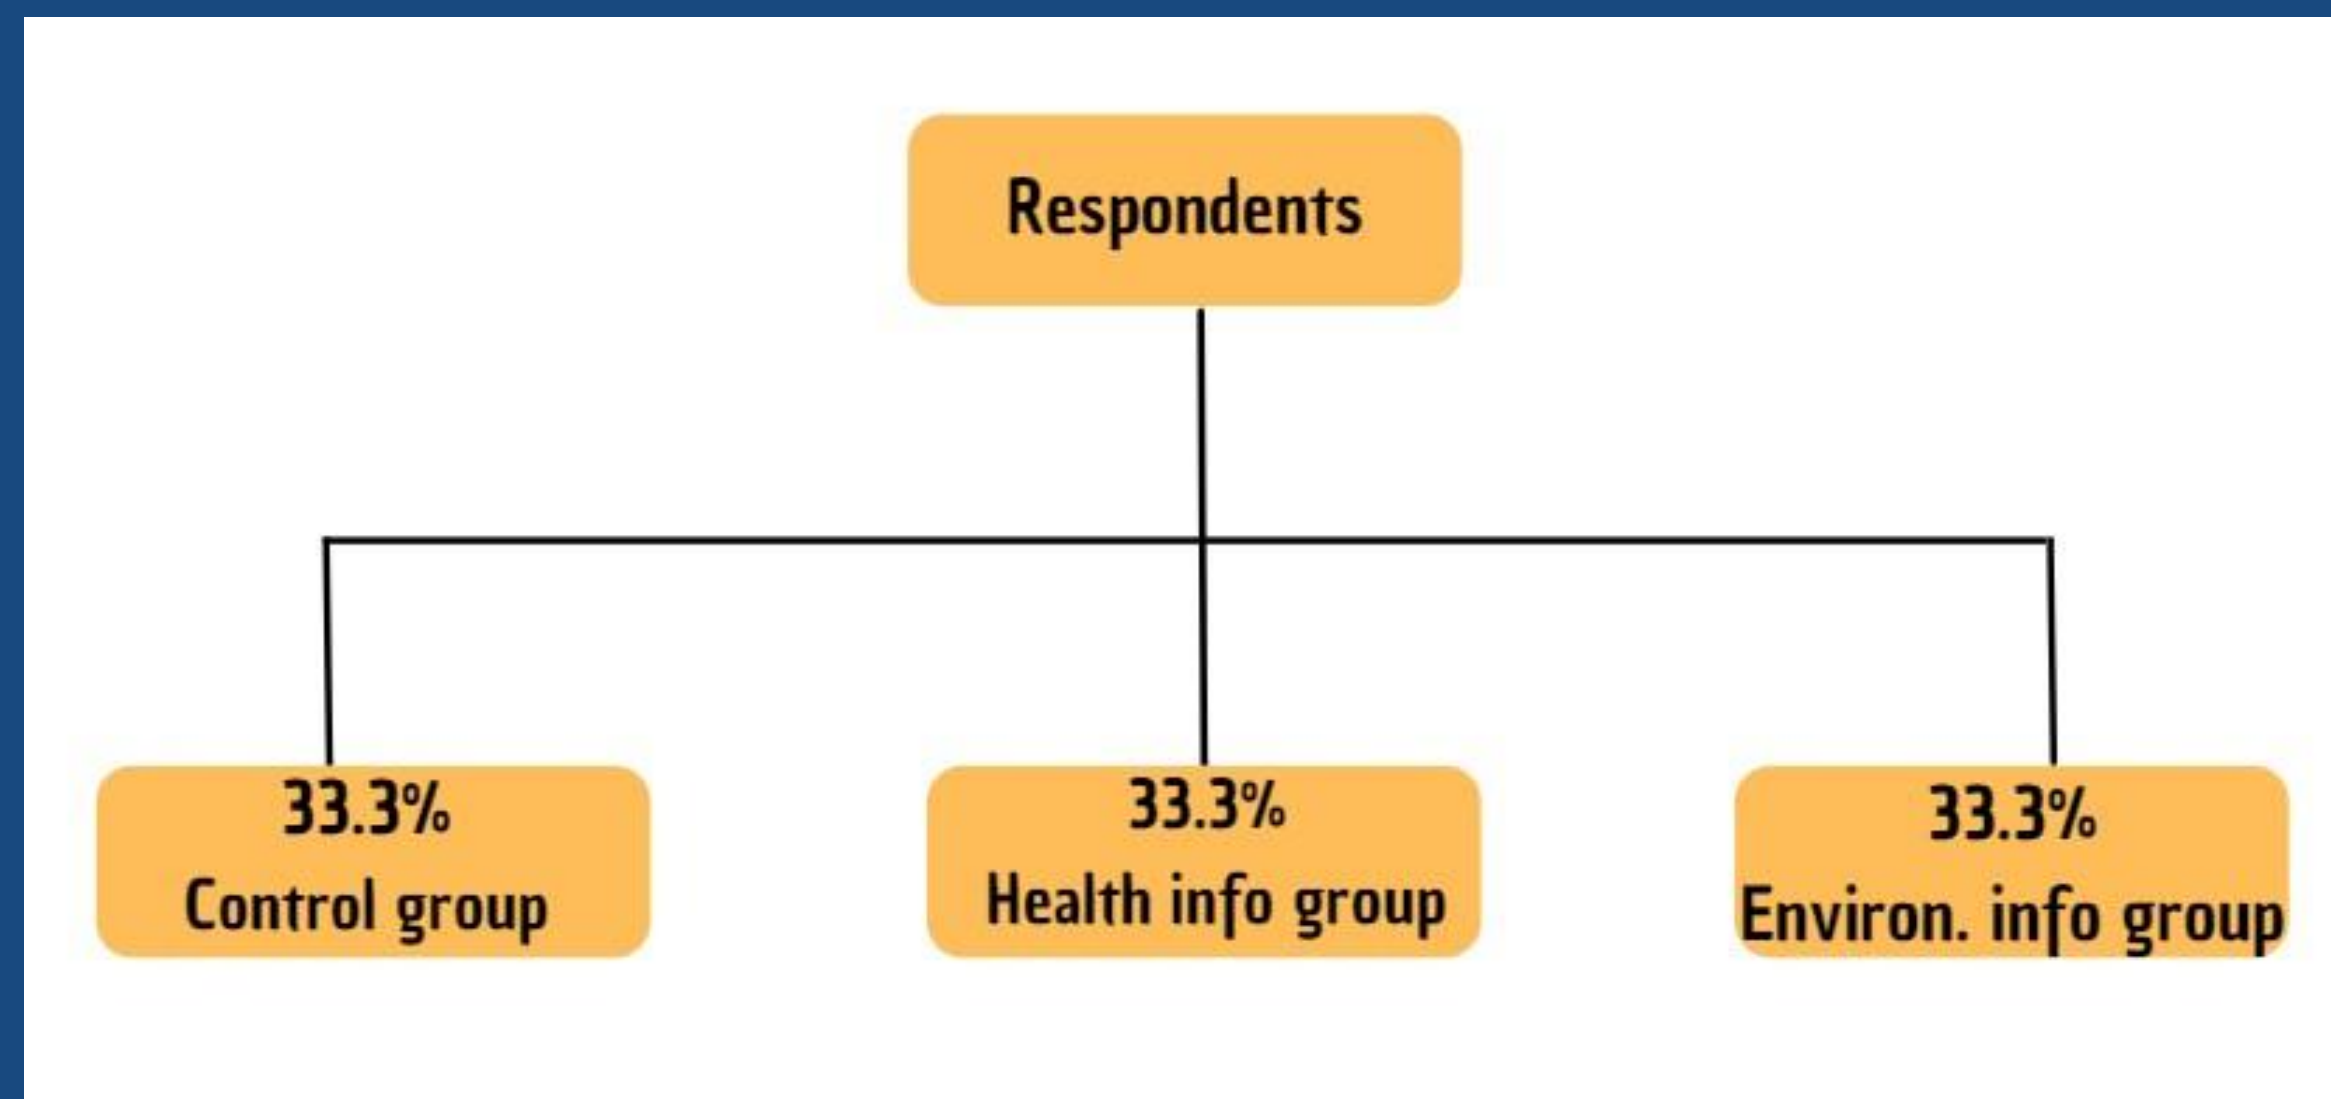 Respondents
33.3%
Control group
33.3%
Health info group
33.3%
Environ. info group